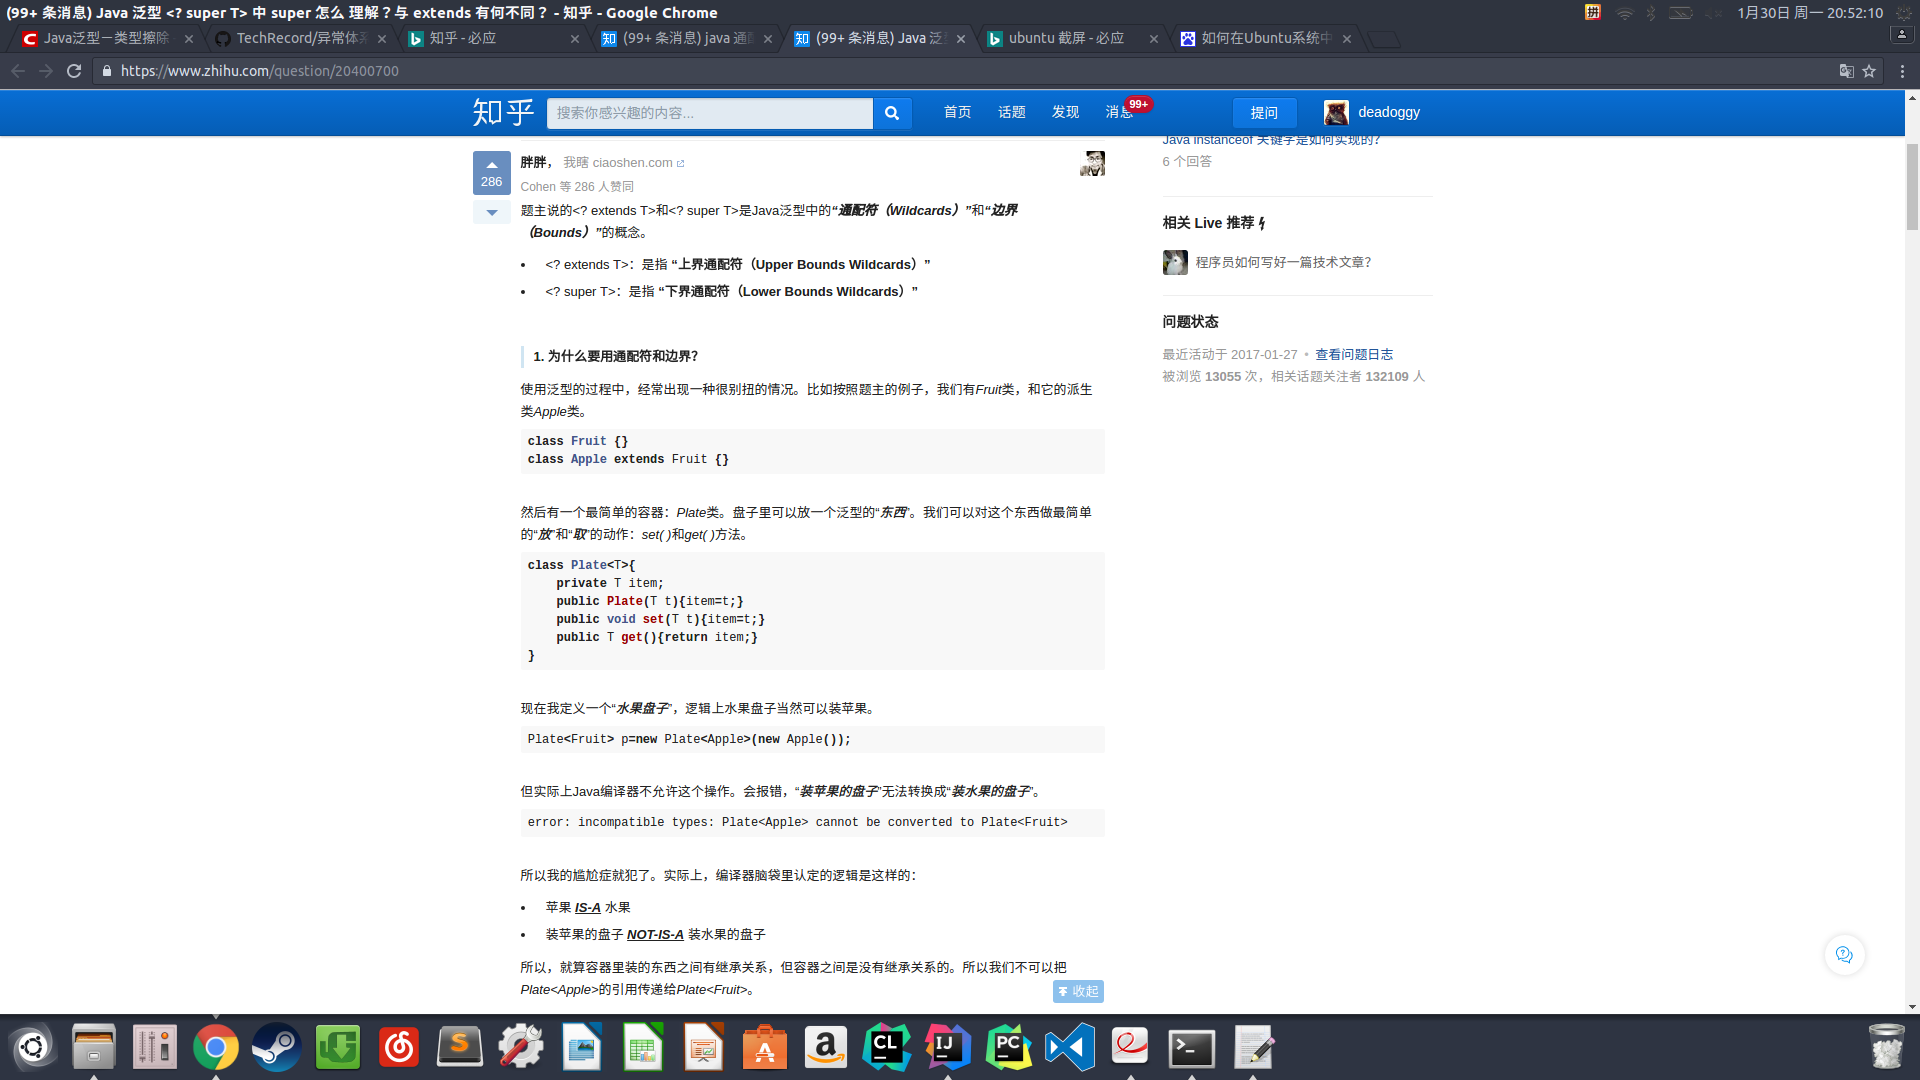 (99+ 条消息) Java 泛型 <? super T> 中 super 怎么 理解？与 extends 有何不同？ - 知乎 - Google Chrome
拼
1月30日 周一 20:52:10
Java泛型－类型擦除
TechRecord/异常体系
知乎 - 必应
(99+ 条消息) java 通配
(99+ 条消息) Java 泛
ubuntu 截屏 - 必应
如何在Ubuntu系统中
https://www.zhihu.com/question/20400700
知乎
搜索你感兴趣的内容...
首页
话题
发现
消息
99+
提问
deadoggy
286
胖胖， 我瞎 ciaoshen.com
Cohen 等 286 人赞同
题主说的<? extends T>和<? super T>是Java泛型中的“通配符（Wildcards）”和“边界
（Bounds）”的概念。
• <? extends T>：是指 “上界通配符（Upper Bounds Wildcards）”
• <? super T>：是指 “下界通配符（Lower Bounds Wildcards）”
1. 为什么要用通配符和边界？
使用泛型的过程中，经常出现一种很别扭的情况。比如按照题主的例子，我们有Fruit类，和它的派生
类Apple类。
class Fruit {}
class Apple extends Fruit {}
然后有一个最简单的容器：Plate类。盘子里可以放一个泛型的“东西”。我们可以对这个东西做最简单
的“放”和“取”的动作：set( )和get( )方法。
class Plate<T>{
    private T item;
    public Plate(T t){item=t;}
    public void set(T t){item=t;}
    public T get(){return item;}
}
现在我定义一个“水果盘子”，逻辑上水果盘子当然可以装苹果。
Plate<Fruit> p=new Plate<Apple>(new Apple());
但实际上Java编译器不允许这个操作。会报错，“装苹果的盘子”无法转换成“装水果的盘子”。
error: incompatible types: Plate<Apple> cannot be converted to Plate<Fruit>
所以我的尴尬症就犯了。实际上，编译器脑袋里认定的逻辑是这样的：
• 苹果 IS-A 水果
• 装苹果的盘子 NOT-IS-A 装水果的盘子
所以，就算容器里装的东西之间有继承关系，但容器之间是没有继承关系的。所以我们不可以把
Plate<Apple>的引用传递给Plate<Fruit>。
收起
Java instanceof 关键字是如何实现的？
6 个回答
相关 Live 推荐
程序员如何写好一篇技术文章？
问题状态
最近活动于 2017-01-27 • 查看问题日志
被浏览 13055 次，相关话题关注者 132109 人
S
A
a
CL
IJ
PC
>_